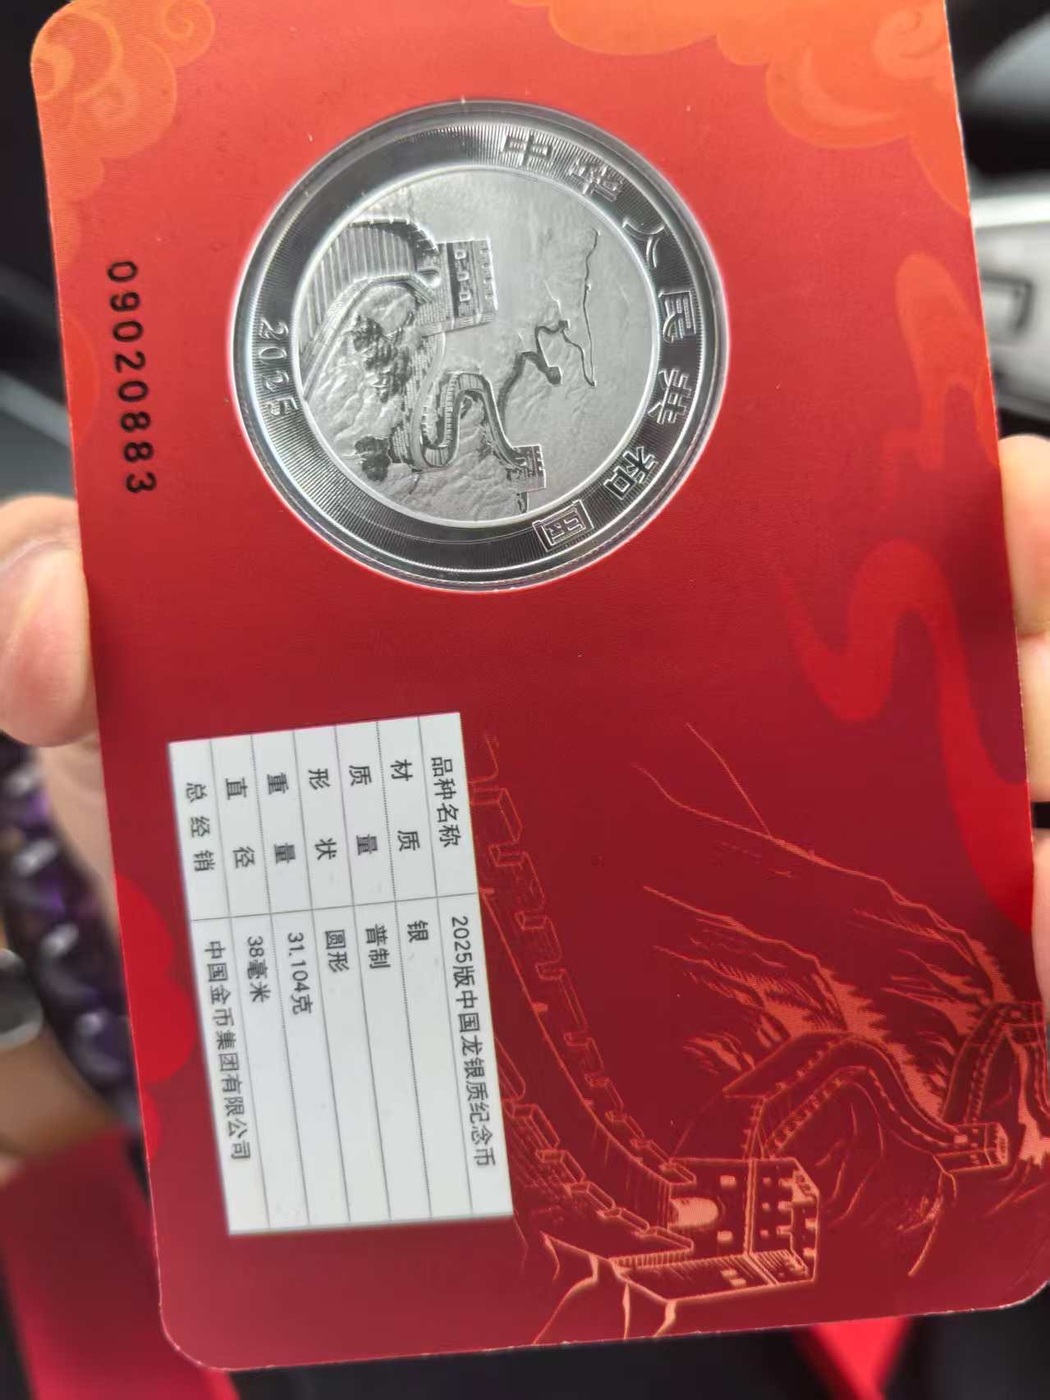 中华人民共和国
2025
09020883
品种名称 2025版中国龙银质纪念币
材质 银
质量 普制
形状 圆形
重量 31.104克
直径 38毫米
总经销 中国金币集团有限公司